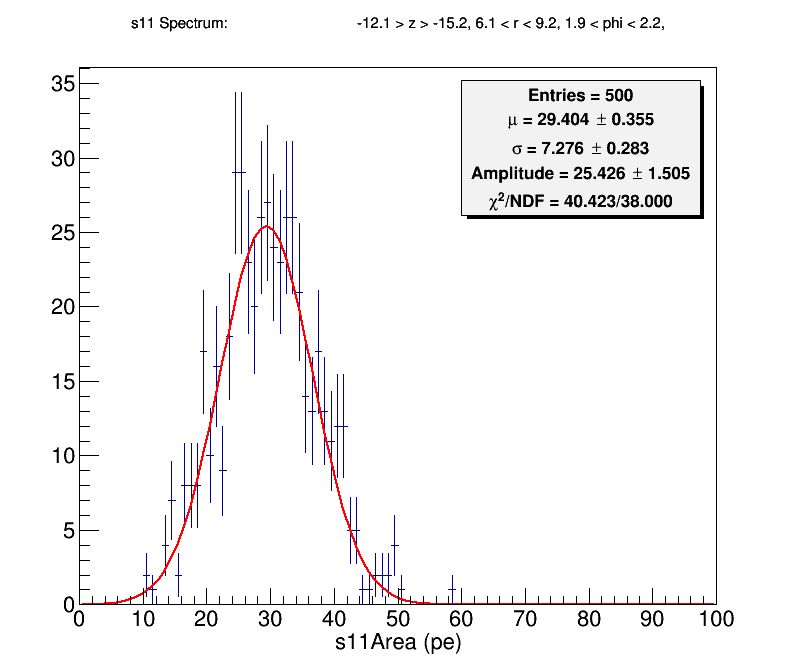 s11 Spectrum: -12.1 > z > -15.2, 6.1 < r < 9.2, 1.9 < phi < 2.2,
Entries = 500
μ = 29.404 ± 0.355
σ = 7.276 ± 0.283
Amplitude = 25.426 ± 1.505
χ²/NDF = 40.423/38.000
35
30
25
20
15
10
5
0
0 10 20 30 40 50 60 70 80 90 100
s11Area (pe)